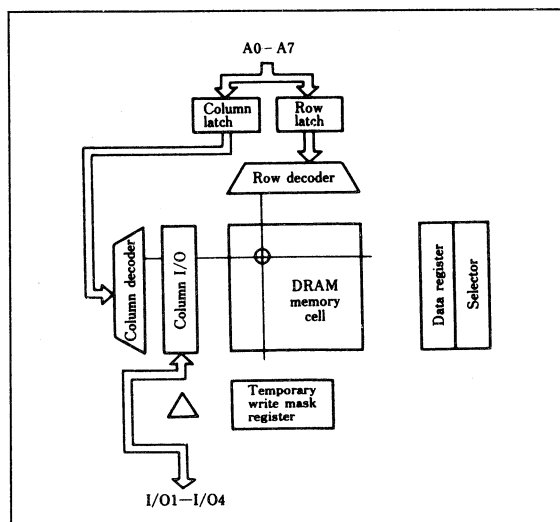 A0 – A7
Column
latch
Row
latch
Row decoder
Column decoder
Column I/O
DRAM
memory
cell
Data register
Selector
Temporary
write mask
register
I/O1—I/O4